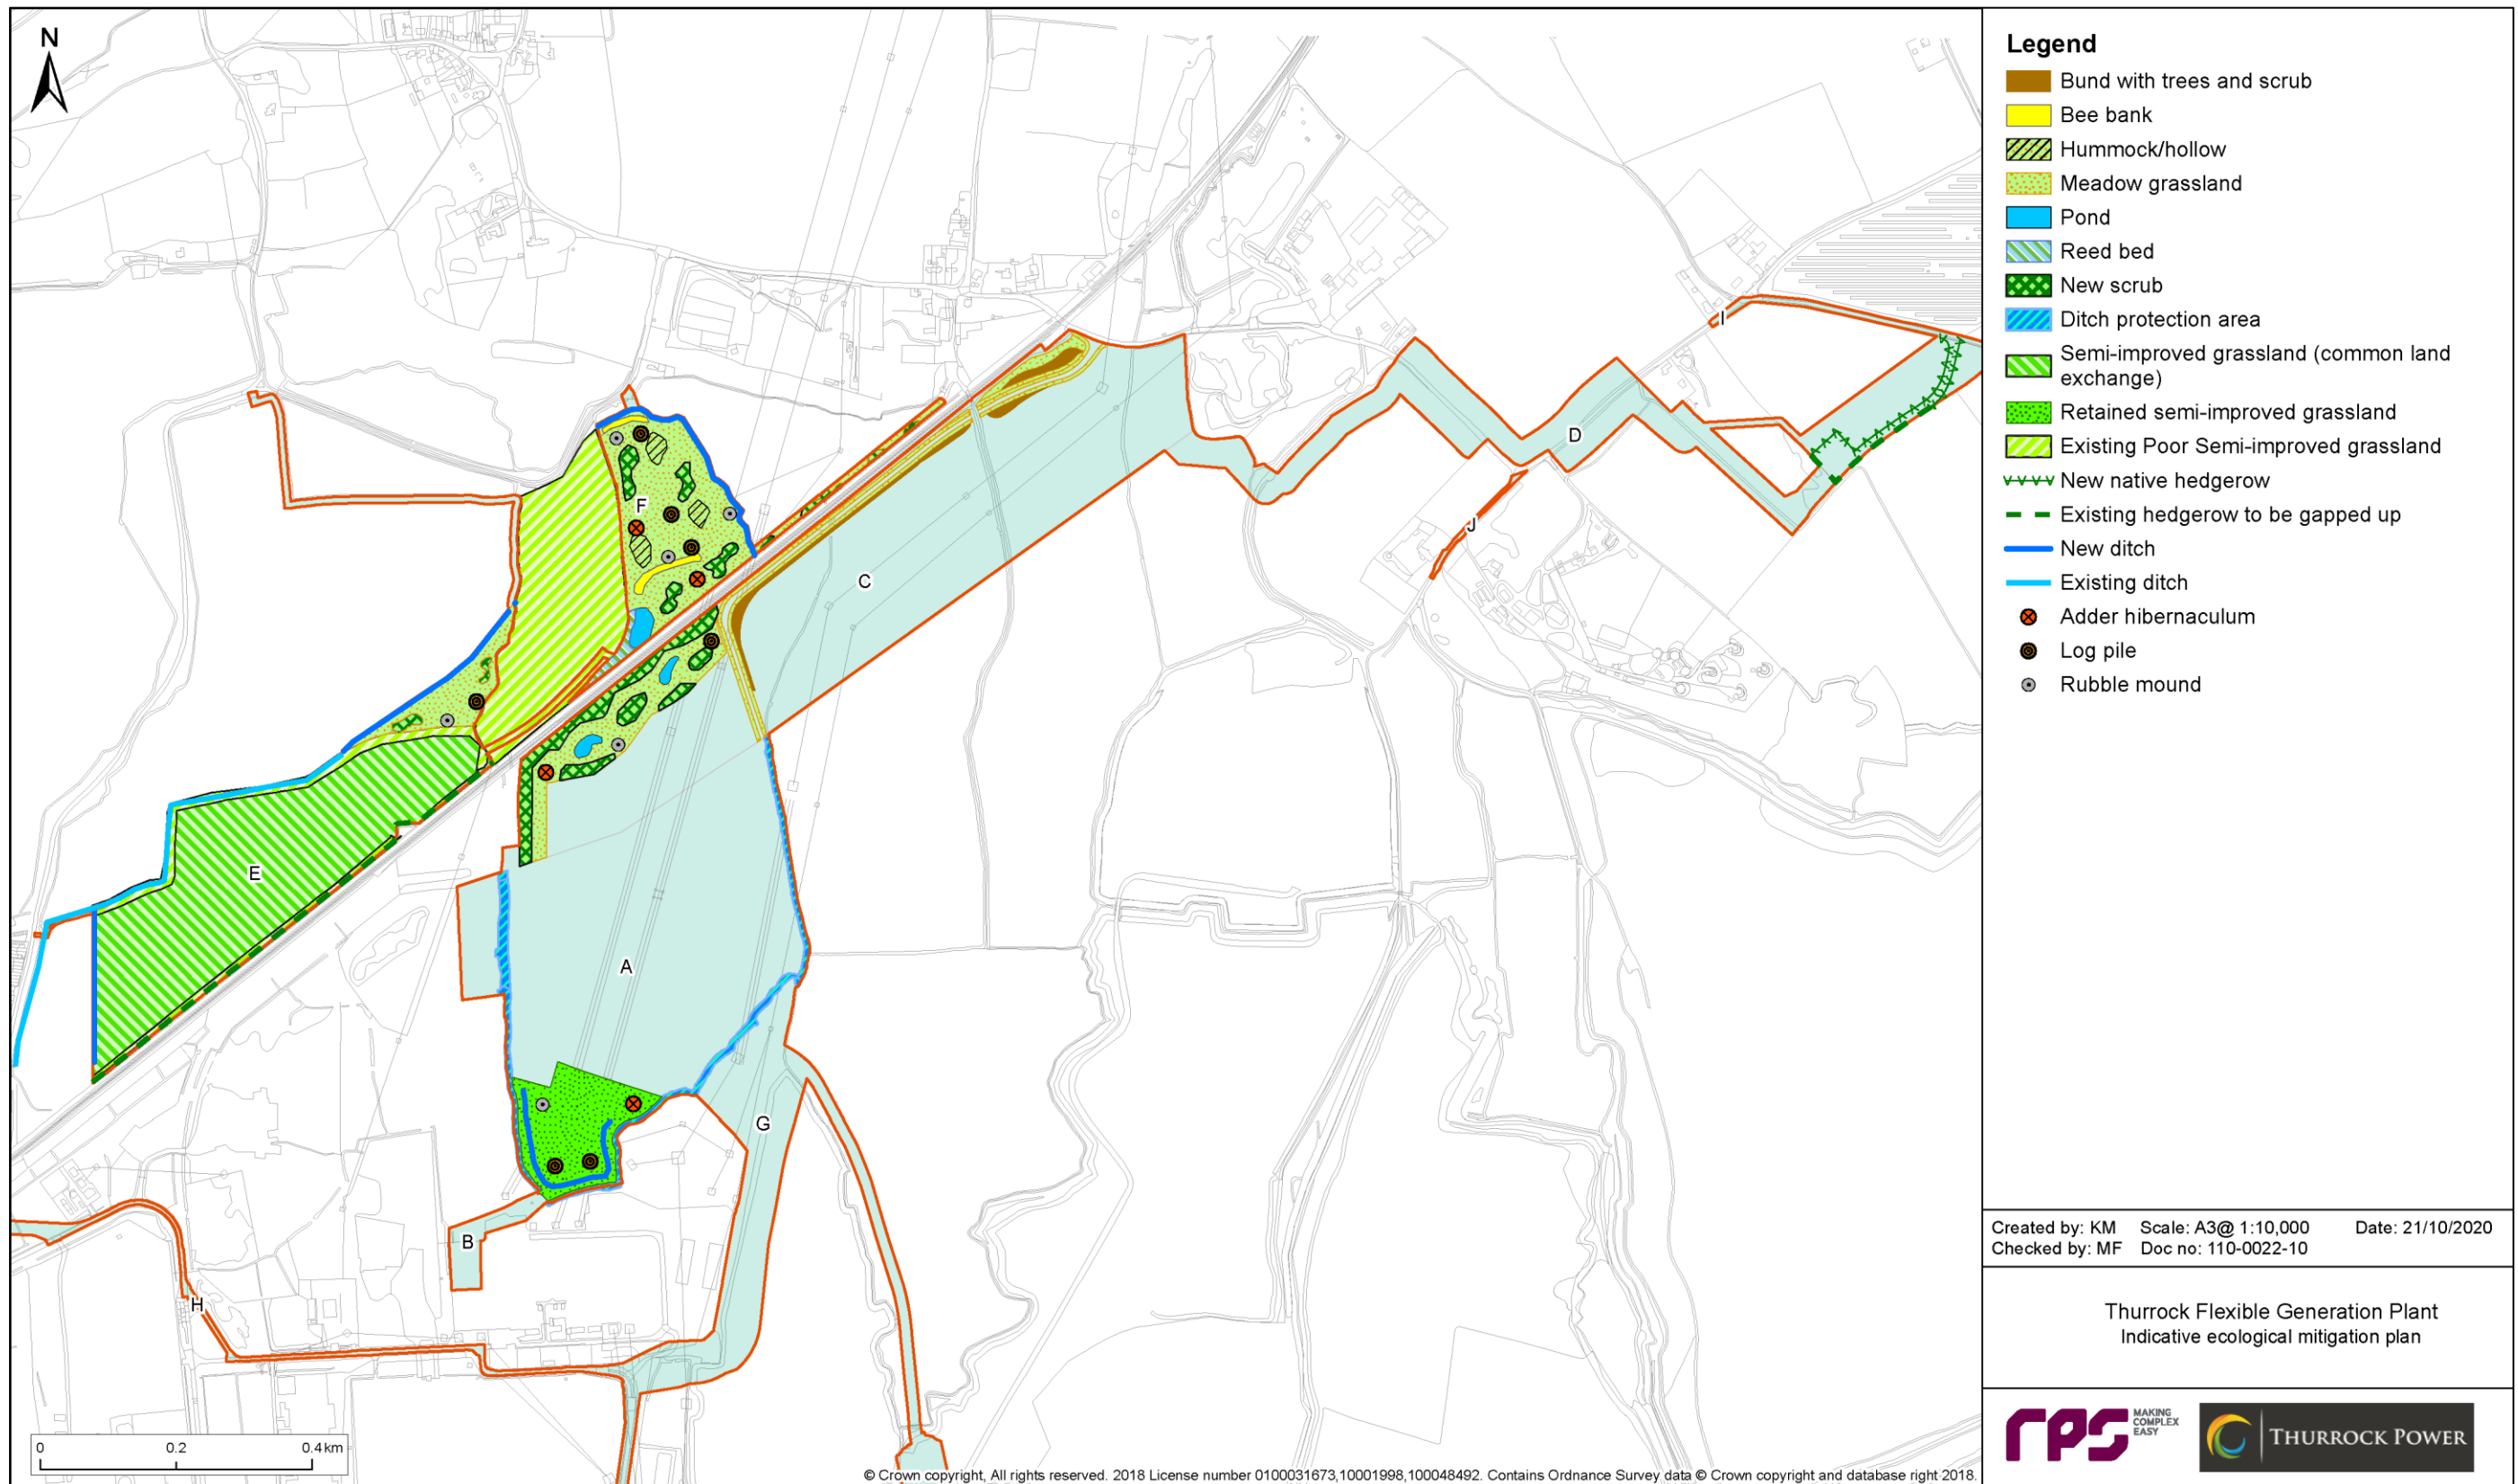 N
I
D
J
F
C
E
A
G
B
H
0 0.2 0.4 km
© Crown copyright, All rights reserved. 2018 License number 0100031673,10001998,100048492. Contains Ordnance Survey data © Crown copyright and database right 2018.
Legend
Bund with trees and scrub
Bee bank
Hummock/hollow
Meadow grassland
Pond
Reed bed
New scrub
Ditch protection area
Semi-improved grassland (common land
exchange)
Retained semi-improved grassland
Existing Poor Semi-improved grassland
New native hedgerow
Existing hedgerow to be gapped up
New ditch
Existing ditch
Adder hibernaculum
Log pile
Rubble mound
Created by: KM Scale: A3@ 1:10,000 Date: 21/10/2020
Checked by: MF Doc no: 110-0022-10
Thurrock Flexible Generation Plant
Indicative ecological mitigation plan
rps MAKING
COMPLEX
EASY
THURROCK POWER